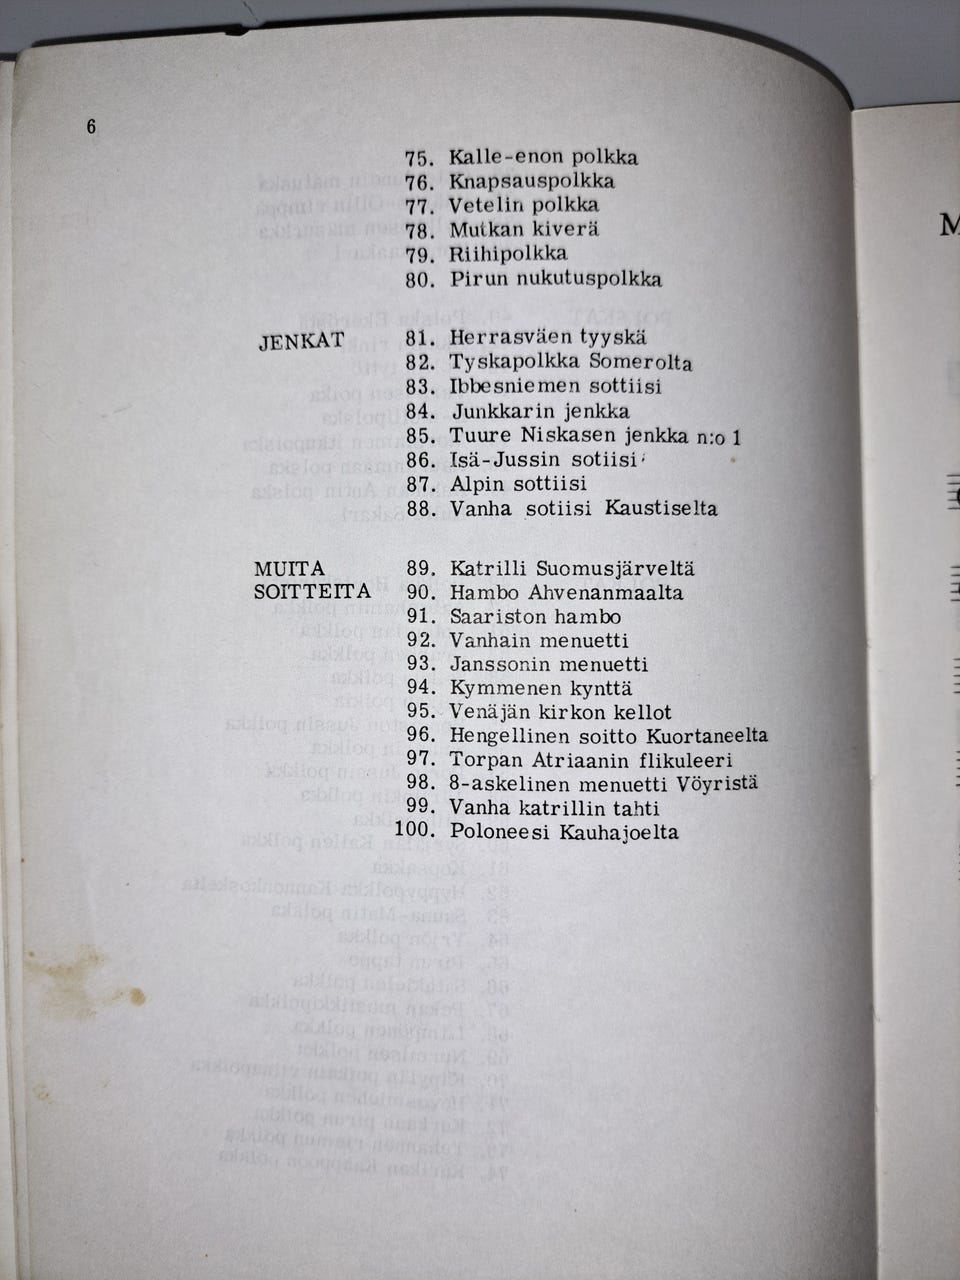 6
75. Kalle-enon polkka
76. Knapsauspolkka
77. Vetelin polkka
78. Mutkan kiverä
79. Riihipolkka
80. Pirun nukutuspolkka
JENKAT 81. Herrasväen tyyskä
82. Tyskapolkka Somerolta
83. Ibbesniemen sottiisi
84. Junkkarin jenkka
85. Tuure Niskasen jenkka n:o 1
86. Isä-Jussin sotiisi
87. Alpin sottiisi
88. Vanha sotiisi Kaustiselta
MUITA 89. Katrilli Suomusjärveltä
SOITTEITA 90. Hambo Ahvenanmaalta
91. Saariston hambo
92. Vanhain menuetti
93. Janssonin menuetti
94. Kymmenen kynttä
95. Venäjän kirkon kellot
96. Hengellinen soitto Kuortaneelta
97. Torpan Atriaanin flikuleeri
98. 8-askelinen menuetti Vöyristä
99. Vanha katrillin tahti
100. Poloneesi Kauhajoelta